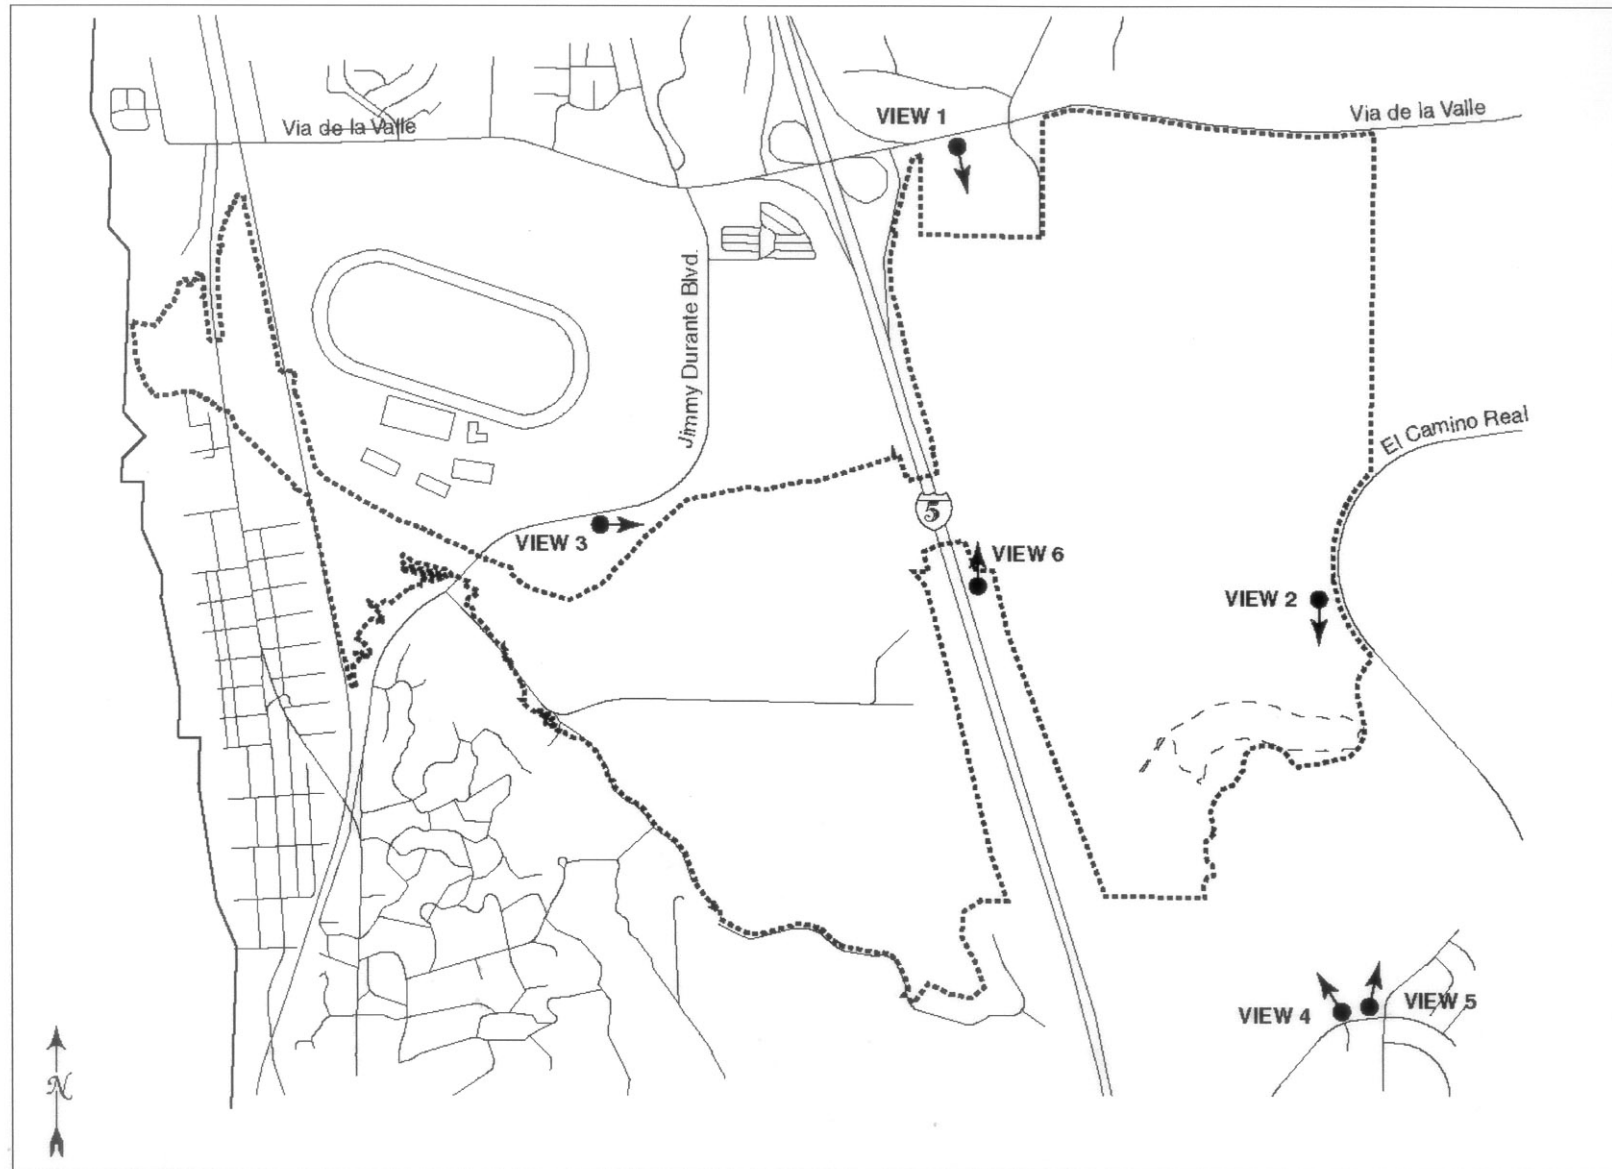 VIEW 1
Via de la Valle
Via de la Valle
Jimmy Durante Blvd.
El Camino Real
5
VIEW 3
VIEW 6
VIEW 2
VIEW 4
VIEW 5
N